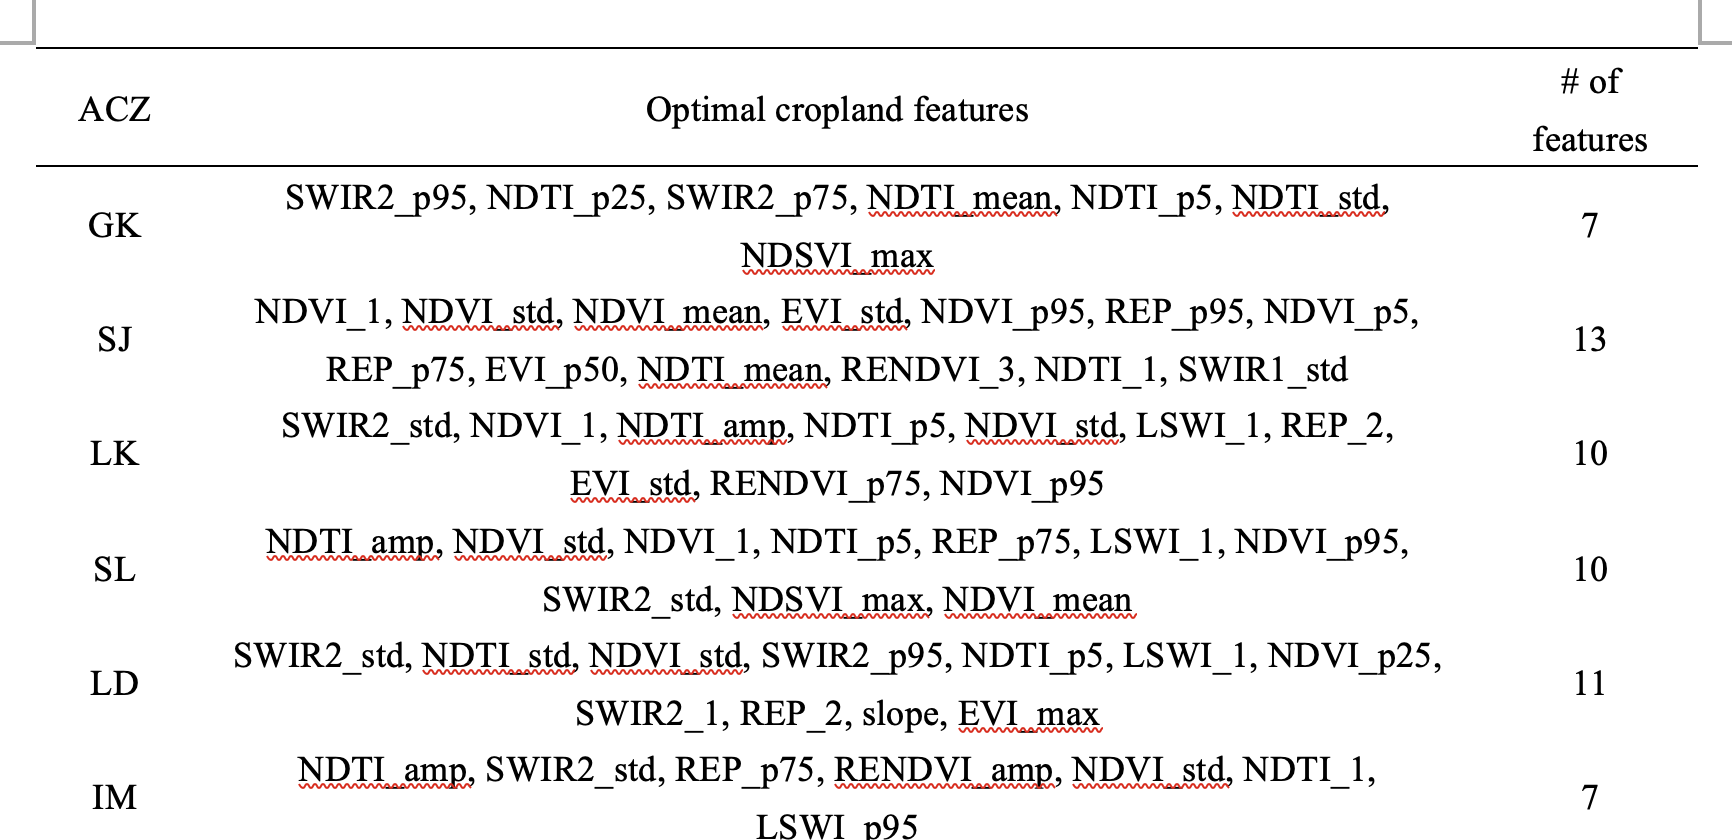 ACZ Optimal cropland features # of features
GK SWIR2_p95, NDTI_p25, SWIR2_p75, NDTI_mean, NDTI_p5, NDTI_std, 7
NDSVI_max
SJ NDVI_1, NDVI_std, NDVI_mean, EVI_std, NDVI_p95, REP_p95, NDVI_p5, 13
REP_p75, EVI_p50, NDTI_mean, RENDVI_3, NDTI_1, SWIR1_std
LK SWIR2_std, NDVI_1, NDTI_amp, NDTI_p5, NDVI_std, LSWI_1, REP_2, 10
EVI_std, RENDVI_p75, NDVI_p95
SL NDTI_amp, NDVI_std, NDVI_1, NDTI_p5, REP_p75, LSWI_1, NDVI_p95, 10
SWIR2_std, NDSVI_max, NDVI_mean
LD SWIR2_std, NDTI_std, NDVI_std, SWIR2_p95, NDTI_p5, LSWI_1, NDVI_p25, 11
SWIR2_1, REP_2, slope, EVI_max
IM NDTI_amp, SWIR2_std, REP_p75, RENDVI_amp, NDVI_std, NDTI_1, 7
LSWI_p95